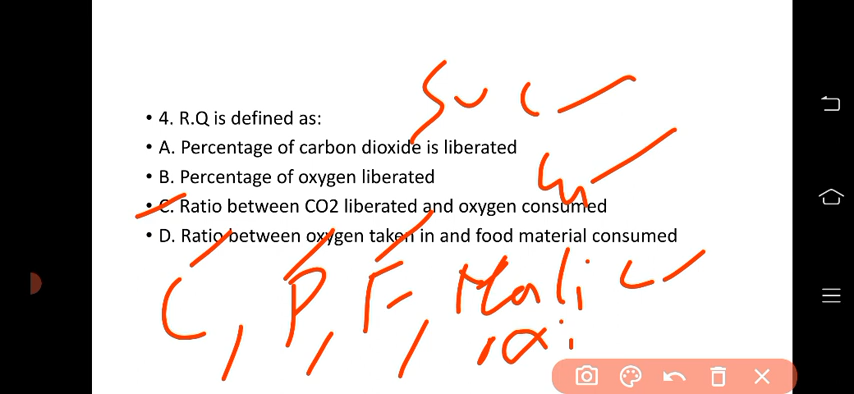 • 4. R.Q is defined as:
• A. Percentage of carbon dioxide is liberated
• B. Percentage of oxygen liberated
• C. Ratio between CO2 liberated and oxygen consumed
• D. Ratio between oxygen taken in and food material consumed
Suc
C, P, F, Malic